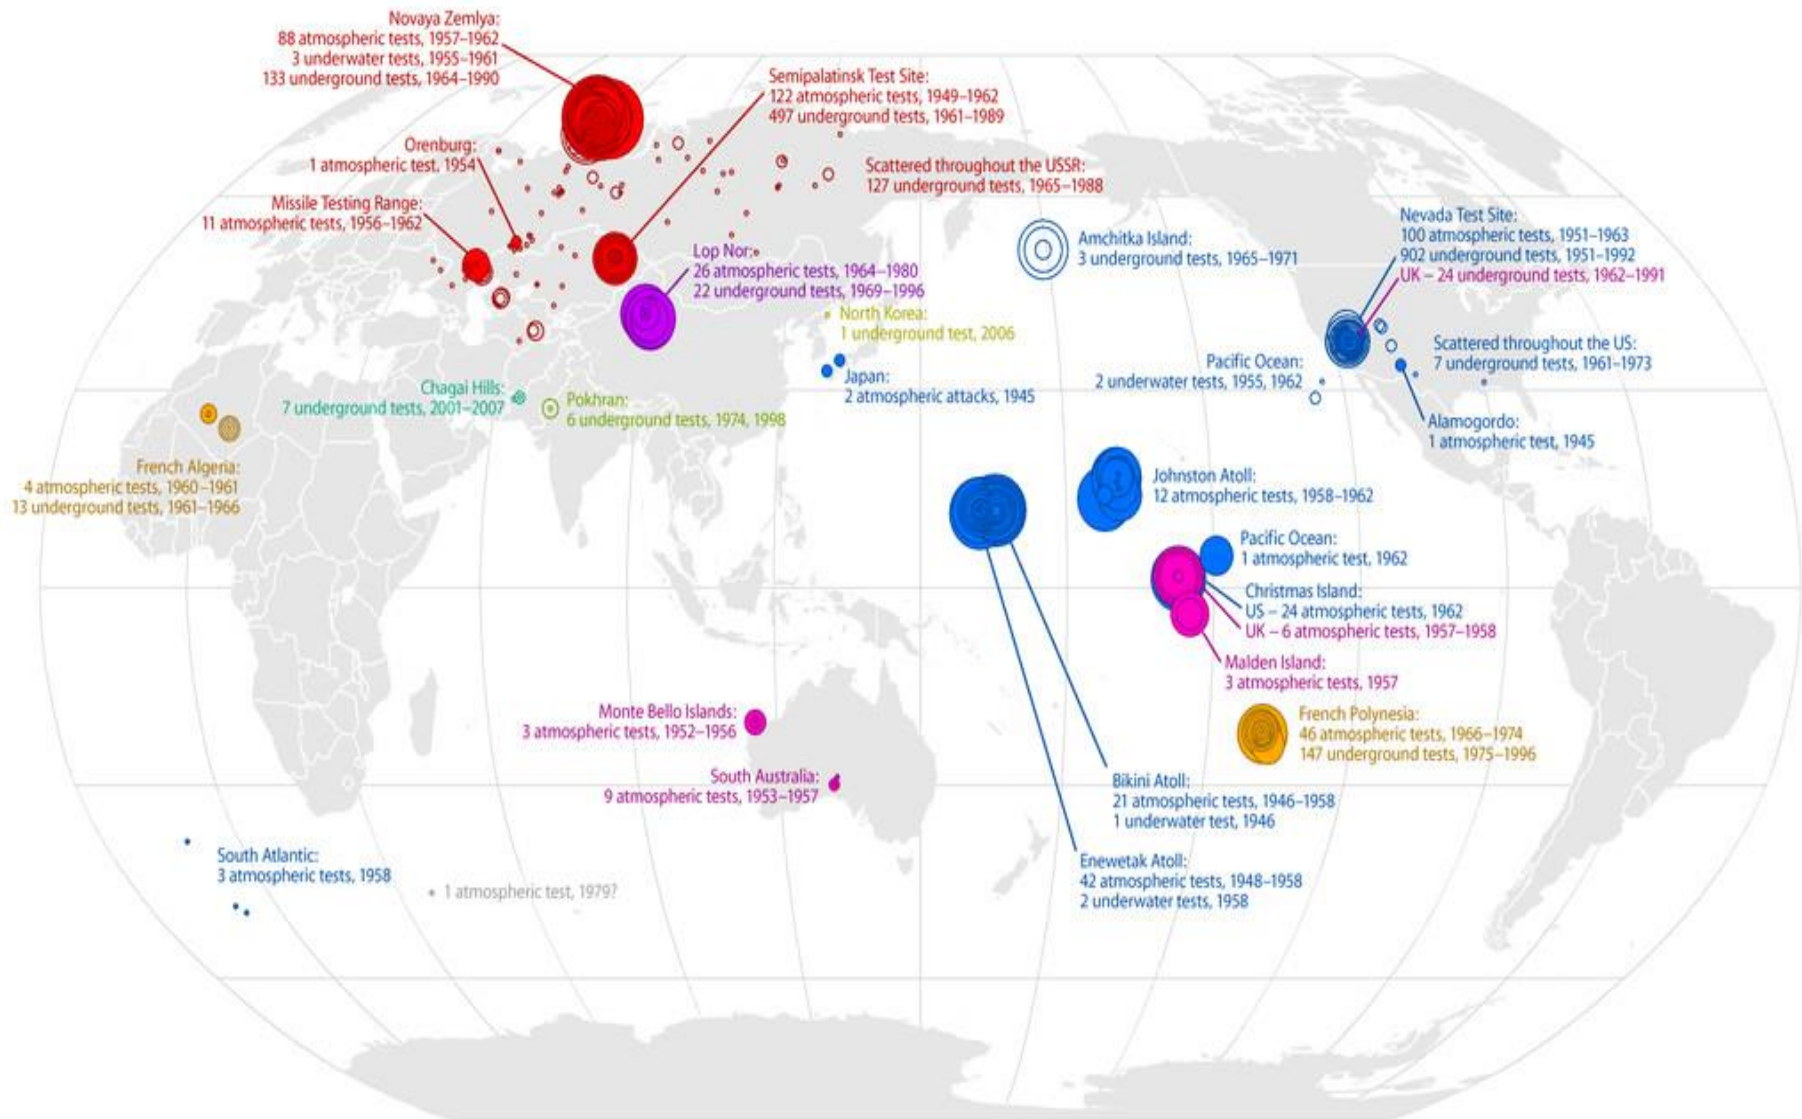 Novaya Zemlya:
88 atmospheric tests, 1957–1962
3 underwater tests, 1955–1961
133 underground tests, 1964–1990
Semipalatinsk Test Site:
122 atmospheric tests, 1949–1962
497 underground tests, 1961–1989
Orenburg:
1 atmospheric test, 1954
Scattered throughout the USSR:
127 underground tests, 1965–1988
Missile Testing Range:
11 atmospheric tests, 1956–1962
Lop Nor:
26 atmospheric tests, 1964–1980
22 underground tests, 1969–1996
Amchitka Island:
3 underground tests, 1965–1971
Nevada Test Site:
100 atmospheric tests, 1951–1963
902 underground tests, 1951–1992
UK – 24 underground tests, 1962–1991
North Korea:
1 underground test, 2006
Scattered throughout the US:
7 underground tests, 1961–1973
Pacific Ocean:
2 underwater tests, 1955, 1962
Japan:
2 atmospheric attacks, 1945
Chagai Hills:
7 underground tests, 2001–2007
Pokhran:
6 underground tests, 1974, 1998
Alamogordo:
1 atmospheric test, 1945
French Algeria:
4 atmospheric tests, 1960–1961
13 underground tests, 1961–1966
Johnston Atoll:
12 atmospheric tests, 1958–1962
Pacific Ocean:
1 atmospheric test, 1962
Christmas Island:
US – 24 atmospheric tests, 1962
UK – 6 atmospheric tests, 1957–1958
Malden Island:
3 atmospheric tests, 1957
Monte Bello Islands:
3 atmospheric tests, 1952–1956
French Polynesia:
46 atmospheric tests, 1966–1974
147 underground tests, 1975–1996
South Australia:
9 atmospheric tests, 1953–1957
Bikini Atoll:
21 atmospheric tests, 1946–1958
1 underwater test, 1946
South Atlantic:
3 atmospheric tests, 1958
1 atmospheric test, 1979?
Enewetak Atoll:
42 atmospheric tests, 1948–1958
2 underwater tests, 1958